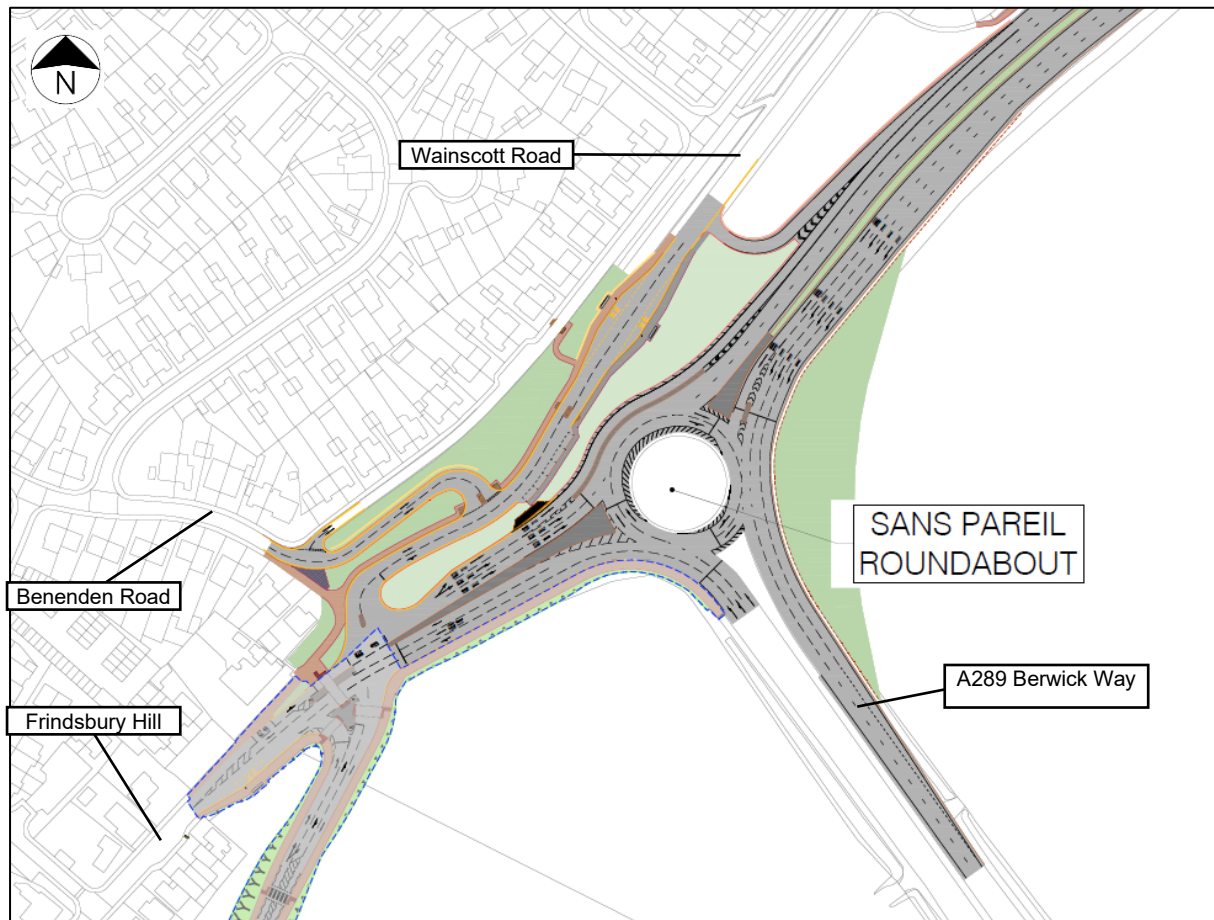 N
Wainscott Road
SANS PAREIL
ROUNDABOUT
Benenden Road
A289 Berwick Way
Frindsbury Hill